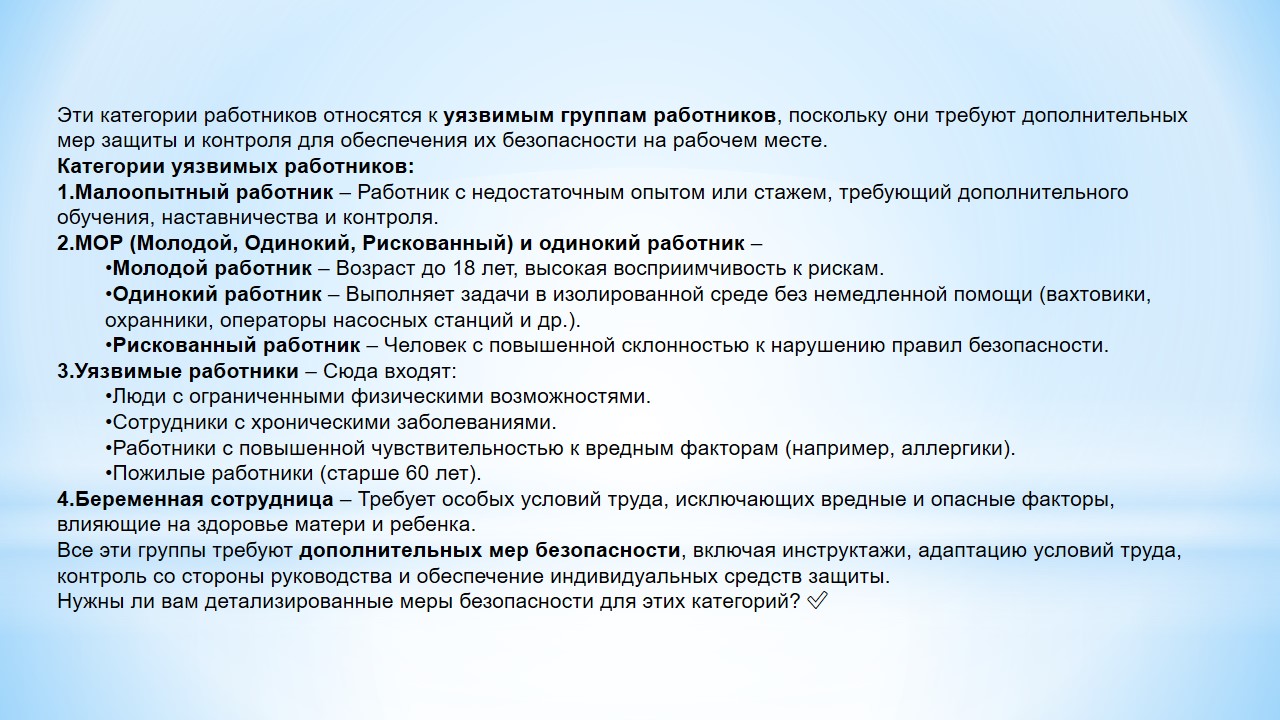 Эти категории работников относятся к уязвимым группам работников, поскольку они требуют дополнительных
мер защиты и контроля для обеспечения их безопасности на рабочем месте.
Категории уязвимых работников:
1.Малоопытный работник – Работник с недостаточным опытом или стажем, требующий дополнительного
обучения, наставничества и контроля.
2.МОР (Молодой, Одинокий, Рискованный) и одинокий работник –
•Молодой работник – Возраст до 18 лет, высокая восприимчивость к рискам.
•Одинокий работник – Выполняет задачи в изолированной среде без немедленной помощи (вахтовики,
охранники, операторы насосных станций и др.).
•Рискованный работник – Человек с повышенной склонностью к нарушению правил безопасности.
3.Уязвимые работники – Сюда входят:
•Люди с ограниченными физическими возможностями.
•Сотрудники с хроническими заболеваниями.
•Работники с повышенной чувствительностью к вредным факторам (например, аллергики).
•Пожилые работники (старше 60 лет).
4.Беременная сотрудница – Требует особых условий труда, исключающих вредные и опасные факторы,
влияющие на здоровье матери и ребенка.
Все эти группы требуют дополнительных мер безопасности, включая инструктажи, адаптацию условий труда,
контроль со стороны руководства и обеспечение индивидуальных средств защиты.
Нужны ли вам детализированные меры безопасности для этих категорий? ✅